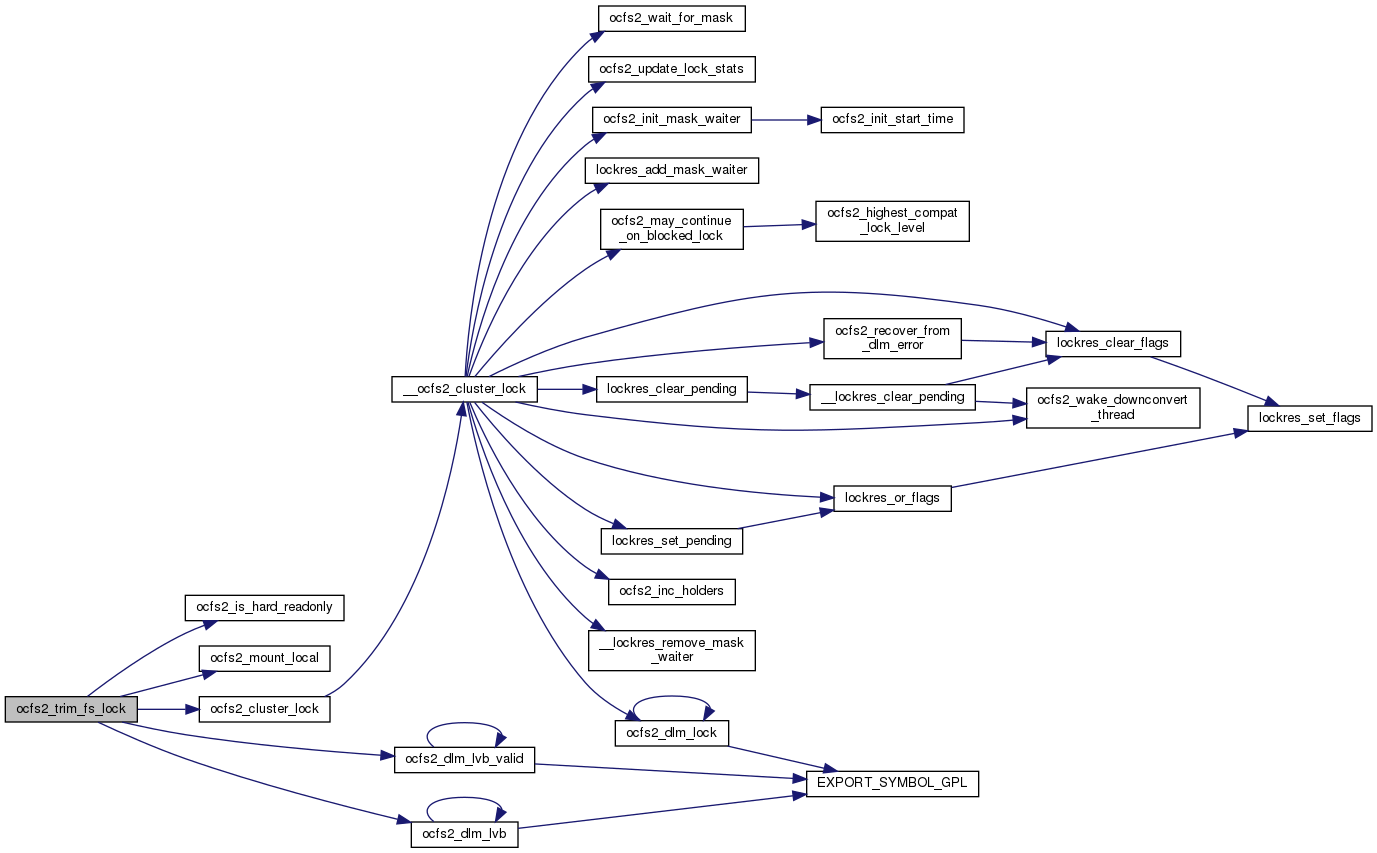 ocfs2_wait_for_mask
ocfs2_update_lock_stats
ocfs2_init_mask_waiter
ocfs2_init_start_time
lockres_add_mask_waiter
ocfs2_may_continue
_on_blocked_lock
ocfs2_highest_compat
_lock_level
ocfs2_recover_from
_dlm_error
lockres_clear_flags
__ocfs2_cluster_lock
lockres_clear_pending
__lockres_clear_pending
ocfs2_wake_downconvert
_thread
lockres_set_flags
lockres_or_flags
lockres_set_pending
ocfs2_inc_holders
ocfs2_is_hard_readonly
__lockres_remove_mask
_waiter
ocfs2_mount_local
ocfs2_trim_fs_lock
ocfs2_cluster_lock
ocfs2_dlm_lock
ocfs2_dlm_lvb_valid
EXPORT_SYMBOL_GPL
ocfs2_dlm_lvb